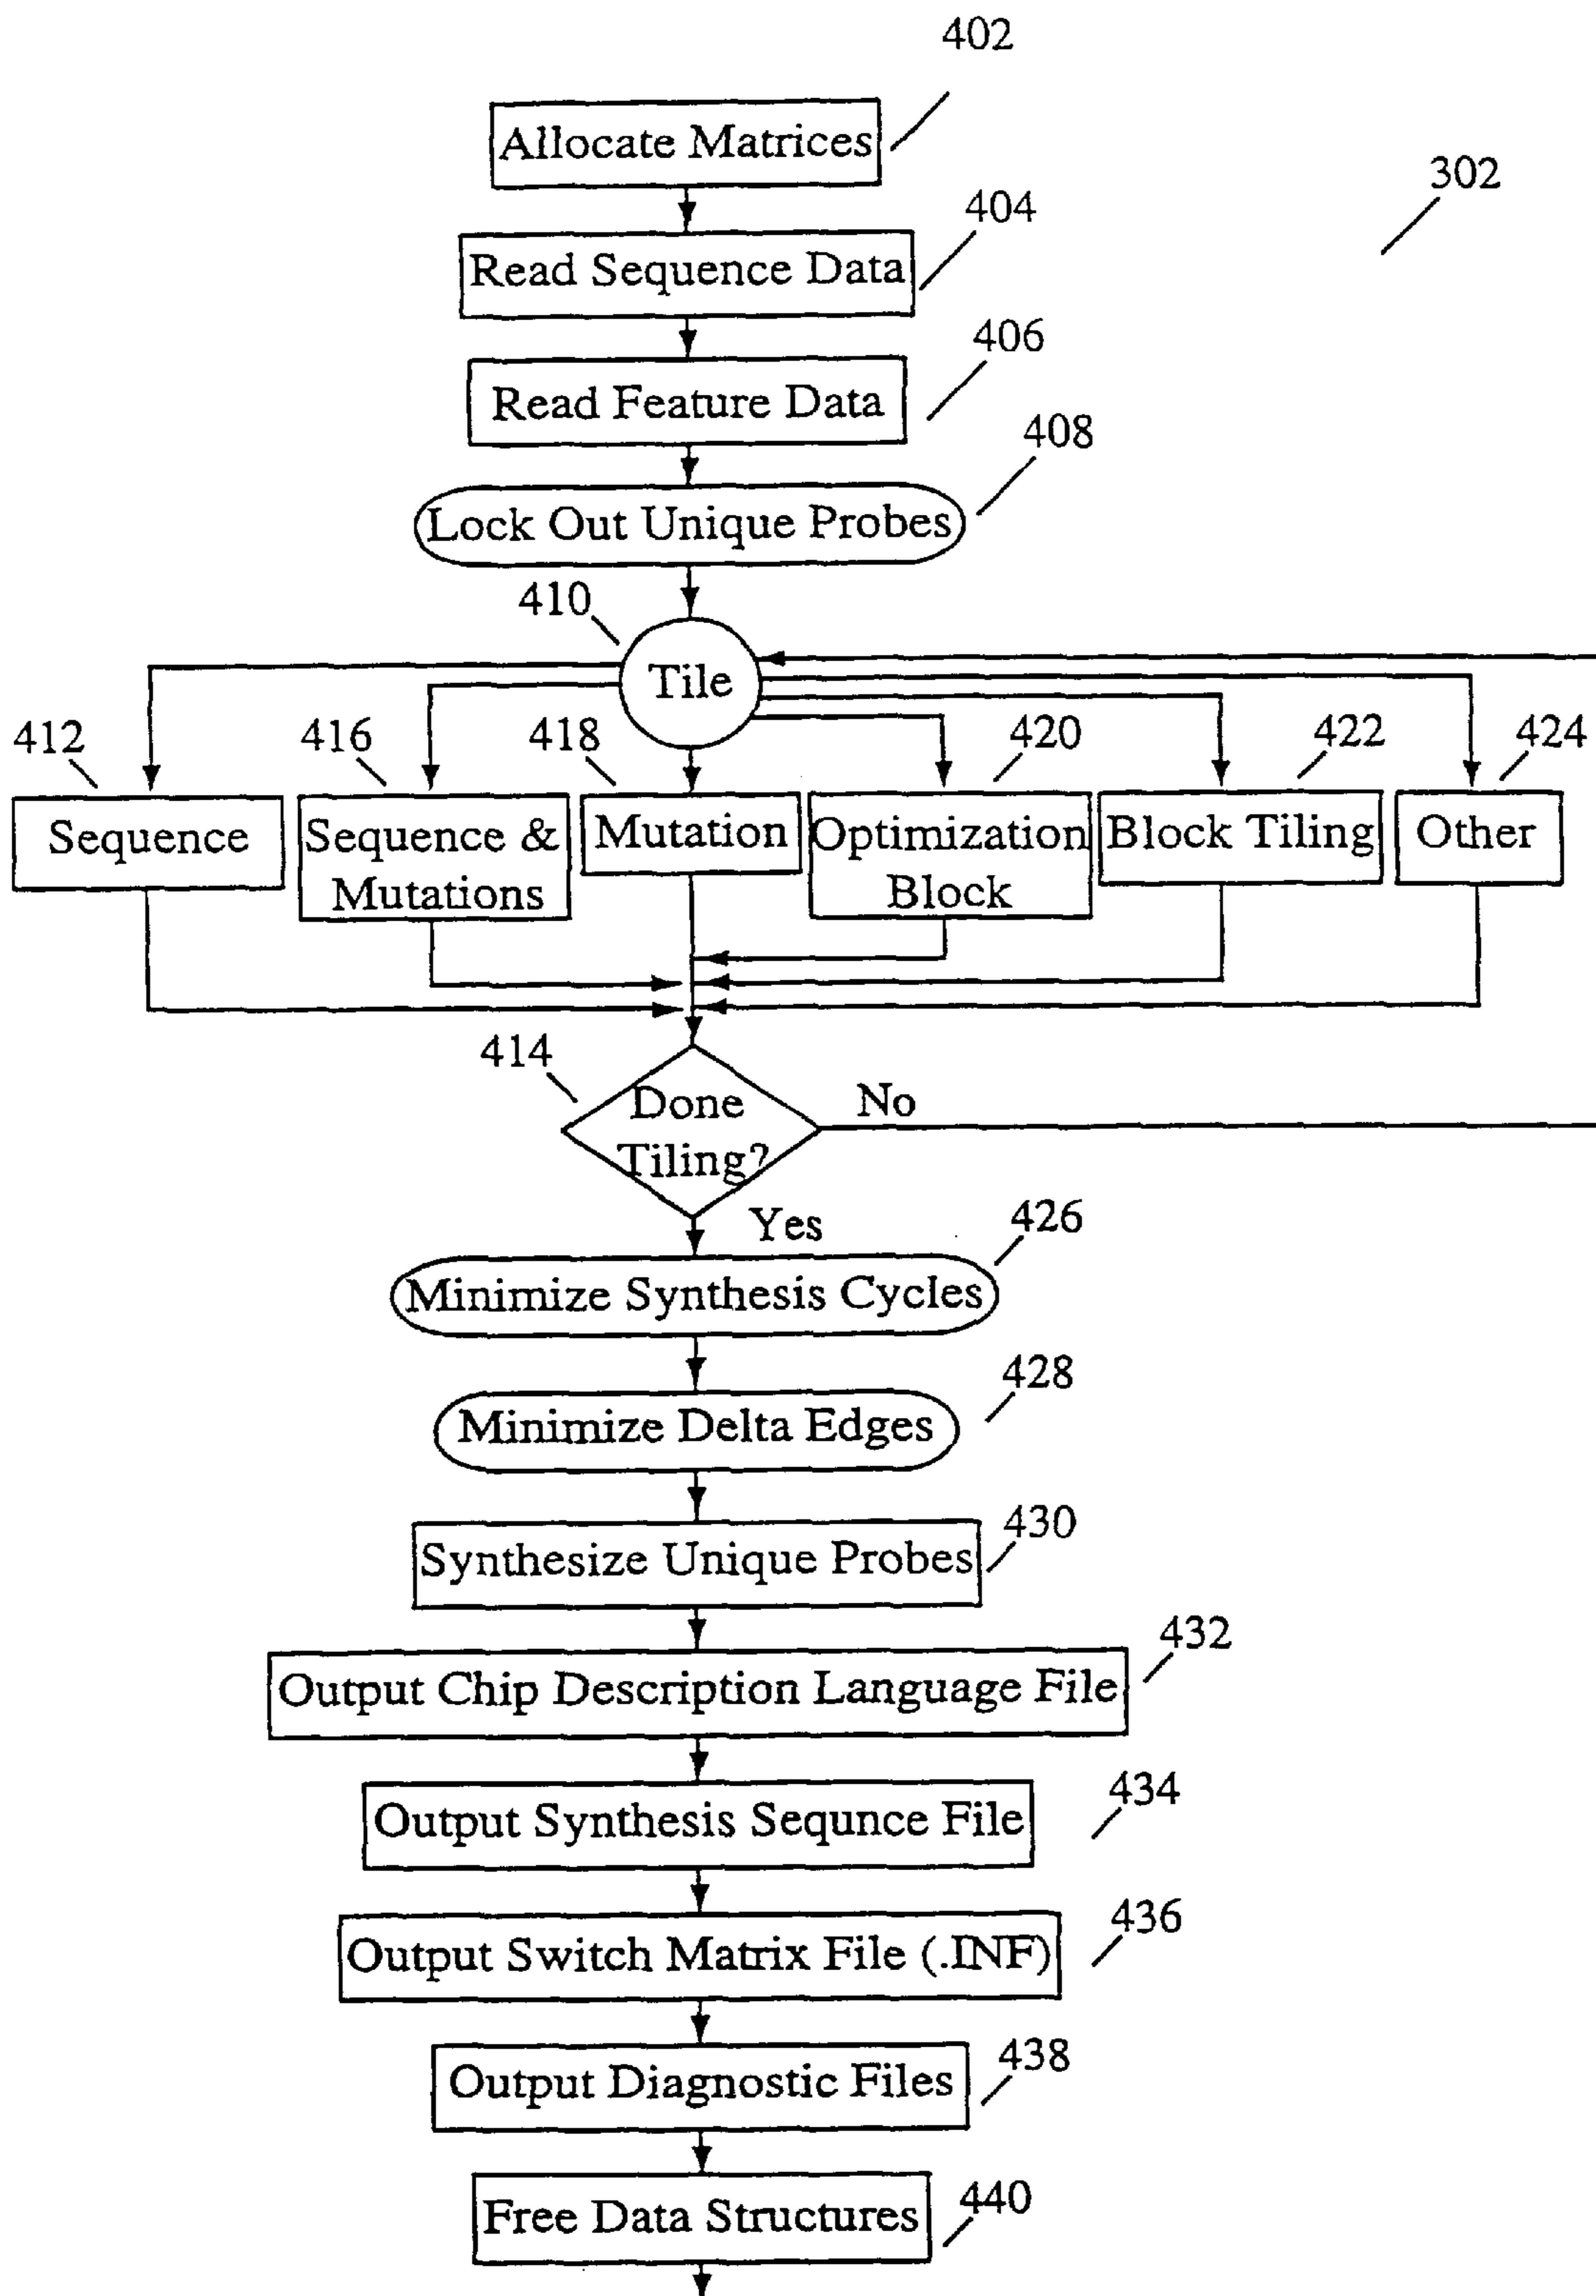 402
Allocate Matrices
302
404
Read Sequence Data
406
Read Feature Data
408
Lock Out Unique Probes
410
Tile
412
416
418
420
422
424
Sequence
Sequence &
Mutations
Mutation
Optimization
Block
Block Tiling
Other
414
Done
Tiling?
No
Yes
426
Minimize Synthesis Cycles
428
Minimize Delta Edges
430
Synthesize Unique Probes
432
Output Chip Description Language File
434
Output Synthesis Sequnce File
436
Output Switch Matrix File (.INF)
438
Output Diagnostic Files
440
Free Data Structures